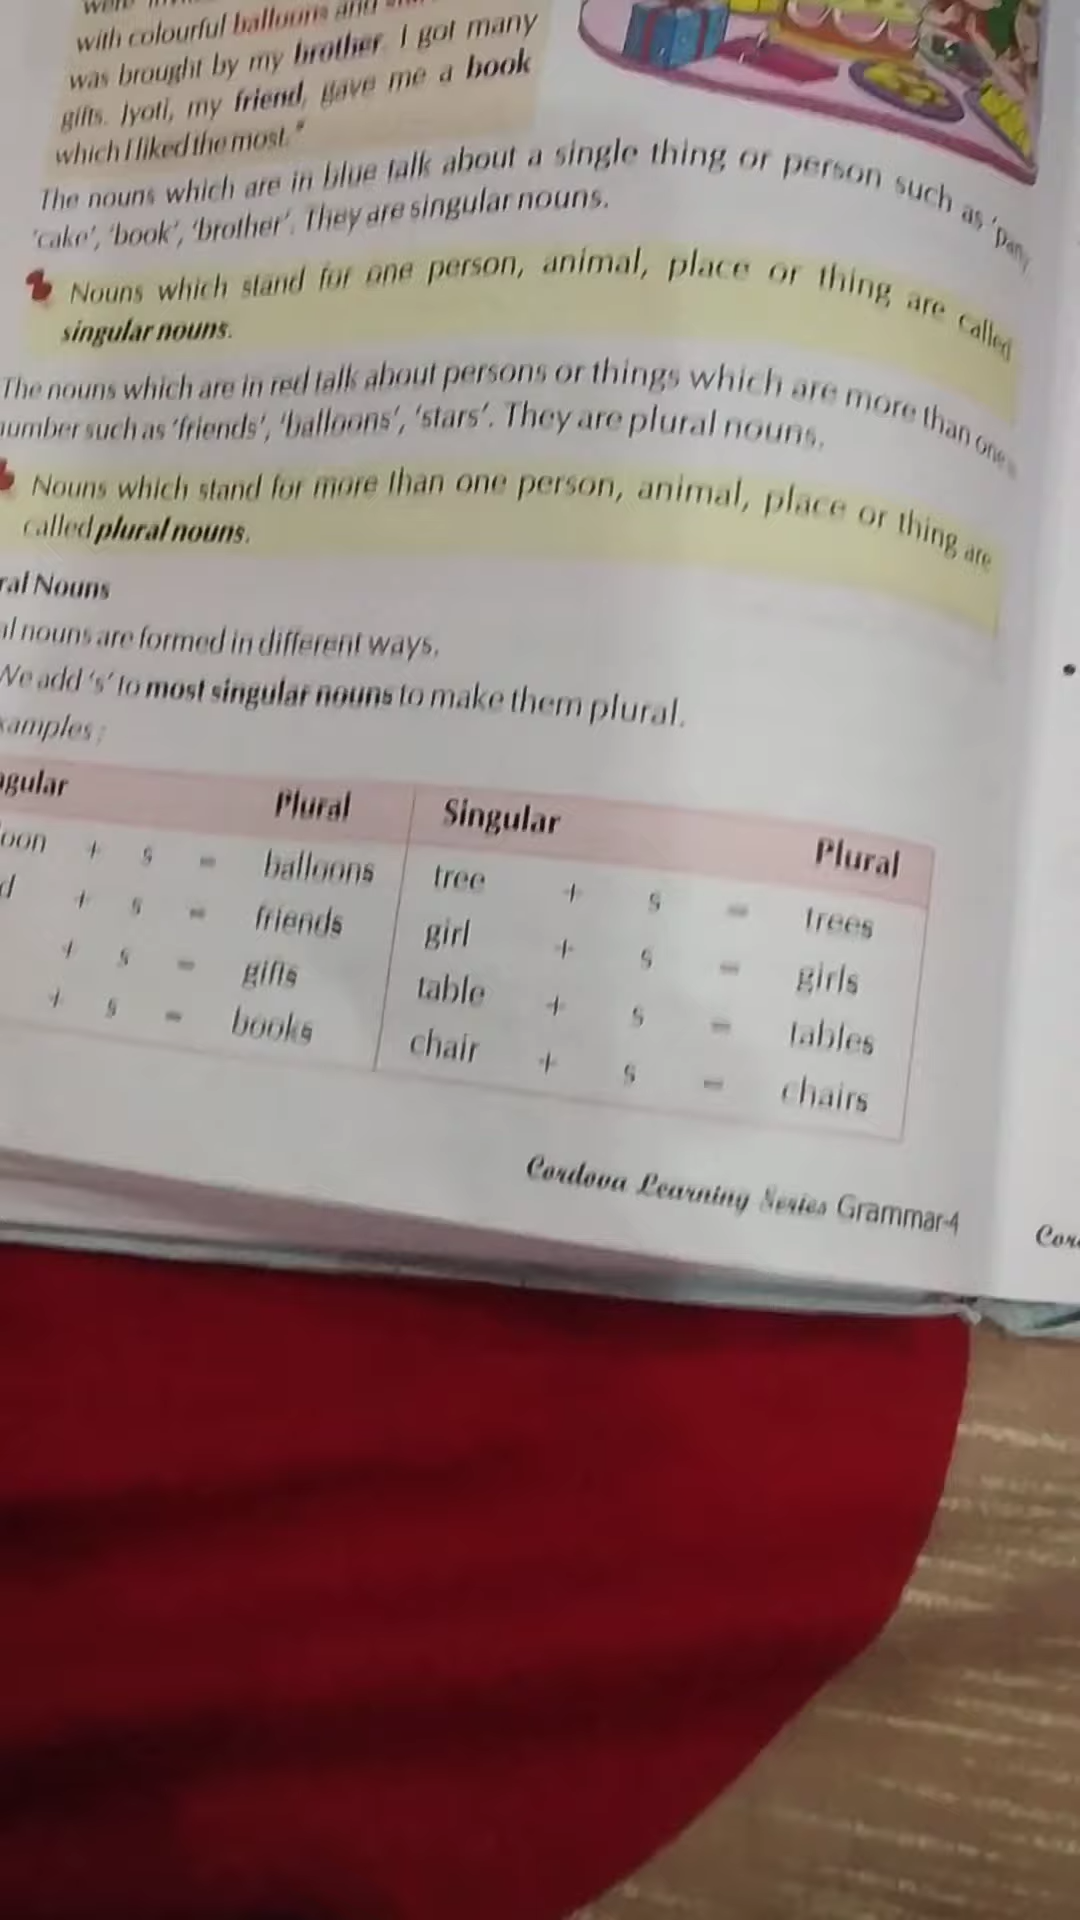 with colourful balloons and
was brought by my brother. I got many
gifts. Jyoti, my friend, gave me a book
which I liked the most."
The nouns which are in blue talk about a single thing or person such as 'party
'cake', 'book', 'brother'. They are singular nouns.
Nouns which stand for one person, animal, place or thing are called
singular nouns.
The nouns which are in red talk about persons or things which are more than one
number such as 'friends', 'balloons', 'stars'. They are plural nouns.
Nouns which stand for more than one person, animal, place or thing are
called plural nouns.
ral Nouns
al nouns are formed in different ways.
We add 's' to most singular nouns to make them plural.
xamples:
ngular Plural Singular Plural
oon + s = balloons tree + s = trees
d + s = friends girl + s = girls
+ s = gifts table + s = tables
+ s = books chair + s = chairs
Cordova Learning Series Grammar-4
Cor